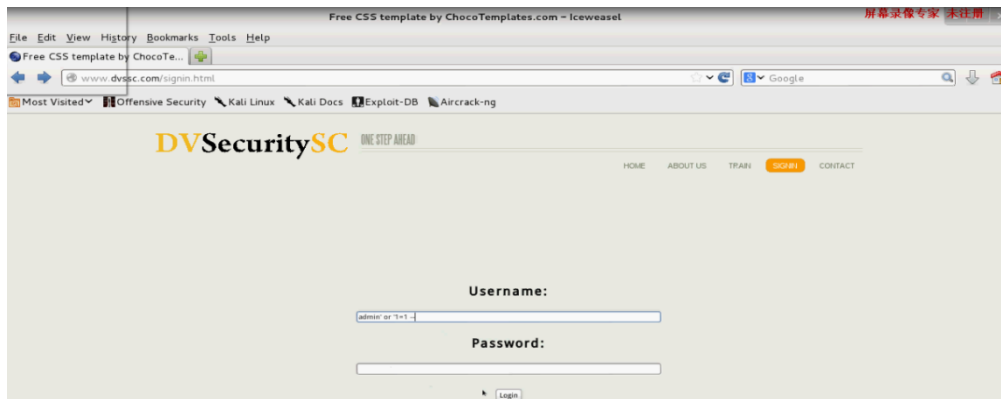 Free CSS template by ChocoTemplates.com - Iceweasel
屏幕录像专家 未注册
File Edit View History Bookmarks Tools Help
Free CSS template by ChocoTe...
www.dvssc.com/signin.html
Google
Most Visited Offensive Security Kali Linux Kali Docs Exploit-DB Aircrack-ng
DVSecuritySC ONE STEP AHEAD
HOME ABOUT US TRAIN SIGNIN CONTACT
Username:
admin' or '1=1 --
Password:
Login